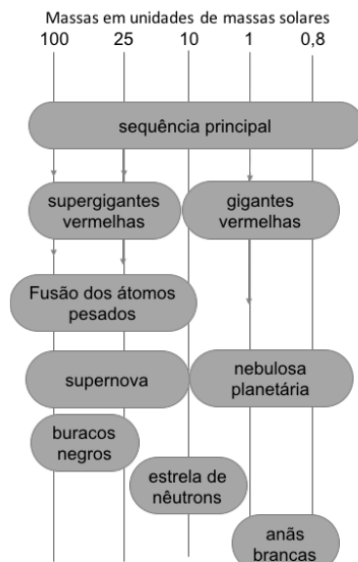 Massas em unidades de massas solares
100 25 10 1 0,8
sequência principal
supergigantes
vermelhas
gigantes
vermelhas
Fusão dos átomos
pesados
supernova
nebulosa
planetária
buracos
negros
estrela de
nêutrons
anãs
brancas